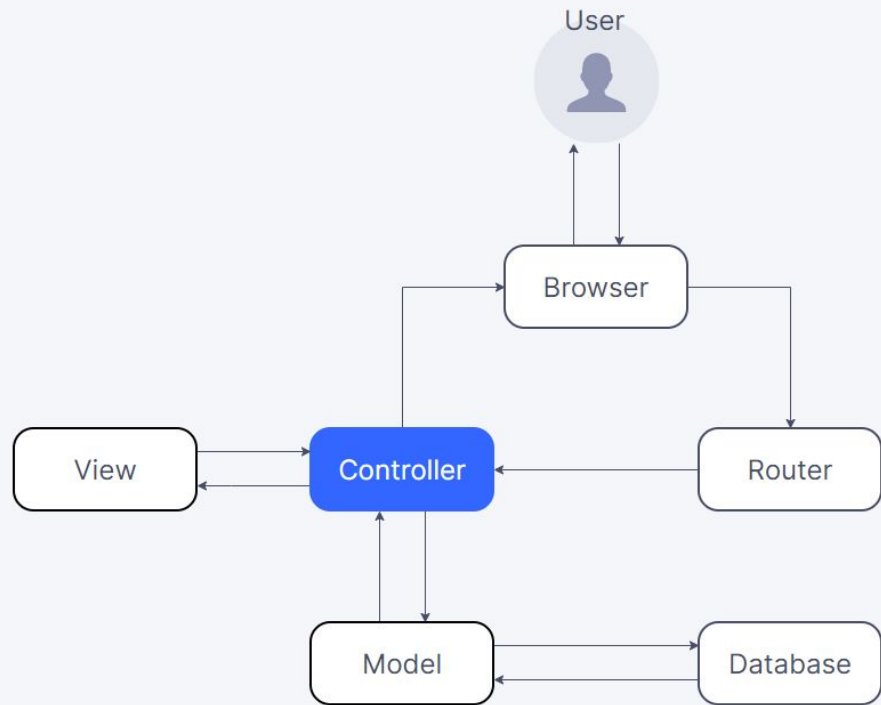 User
Browser
View
Controller
Router
Model
Database